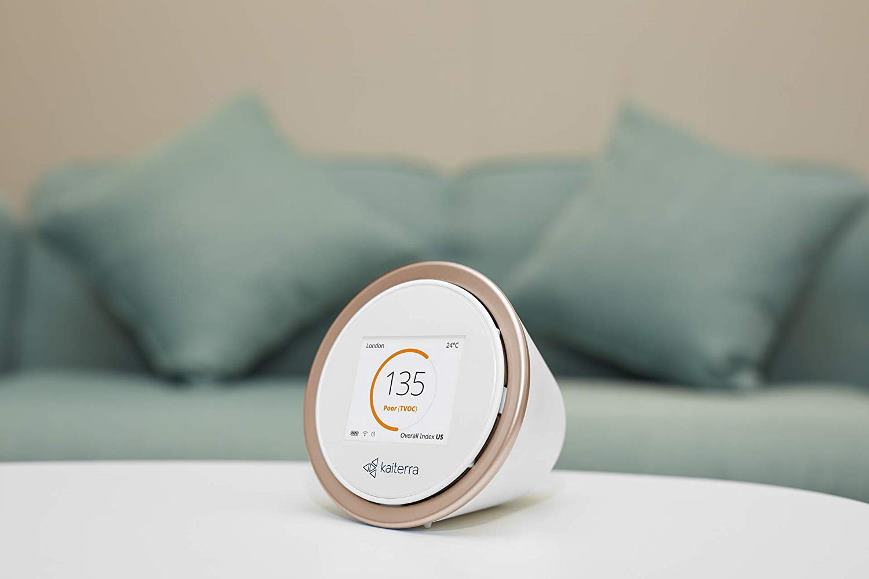 London 24°C
135
Poor (TVOC)
Overall Index US
kaiterra